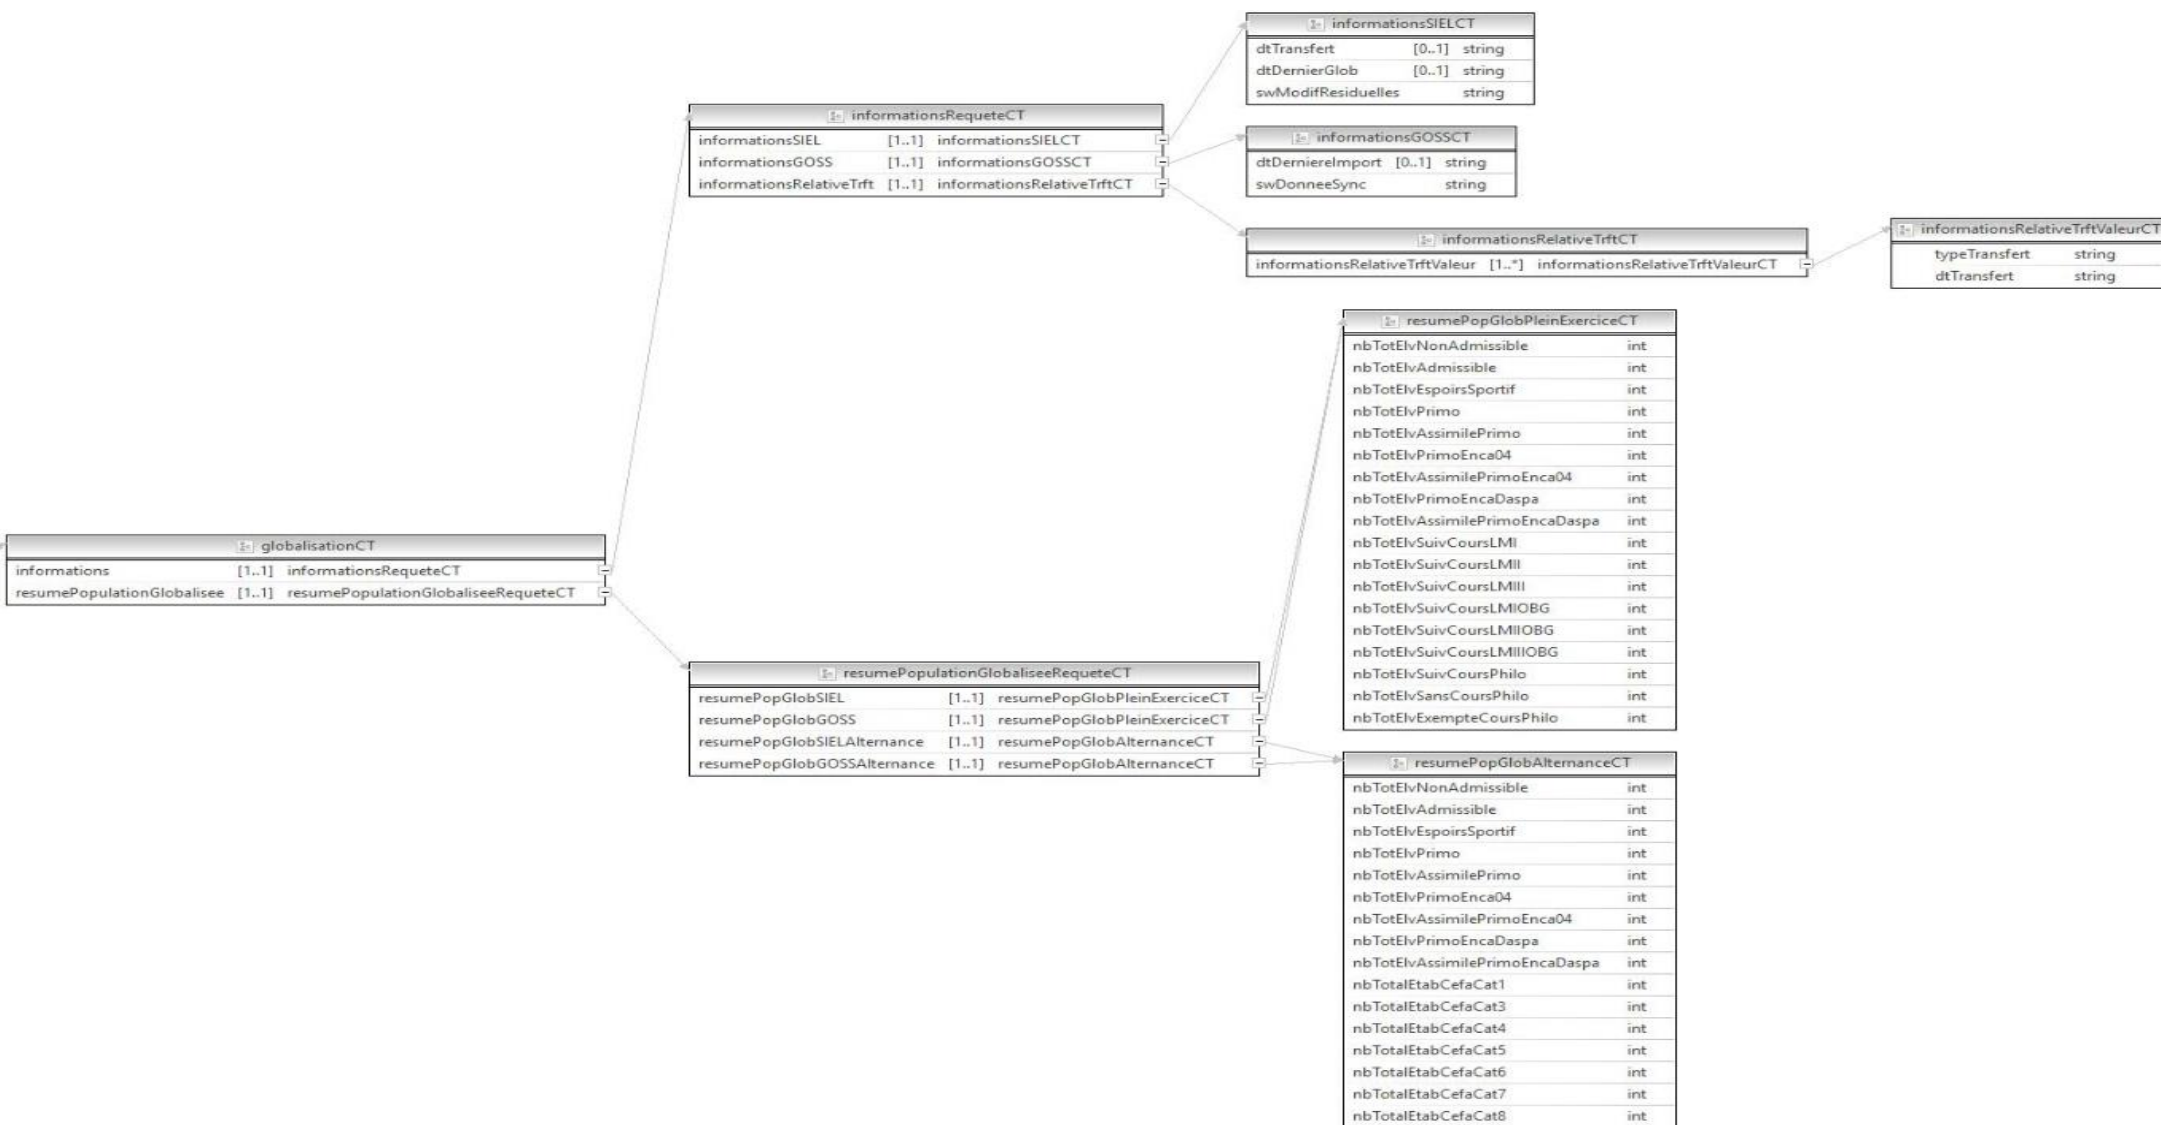 informationsSIELCT
dtTransfert [0..1] string
dtDernierGlob [0..1] string
swModifResiduelles string
informationsRequeteCT
informationsSIEL [1..1] informationsSIELCT
informationsGOSS [1..1] informationsGOSSCT
informationsRelativeTrft [1..1] informationsRelativeTrftCT
informationsGOSSCT
dtDerniereImport [0..1] string
swDonneeSync string
informationsRelativeTrftCT
informationsRelativeTrftValeur [1..*] informationsRelativeTrftValeurCT
informationsRelativeTrftValeurCT
typeTransfert string
dtTransfert string
resumePopGlobPleinExerciceCT
nbTotElvNonAdmissible int
nbTotElvAdmissible int
nbTotElvEspoirsSportif int
nbTotElvPrimo int
nbTotElvAssimilePrimo int
nbTotElvPrimoEnca04 int
nbTotElvAssimilePrimoEnca04 int
nbTotElvPrimoEncaDaspa int
nbTotElvAssimilePrimoEncaDaspa int
nbTotElvSuivCoursLMI int
nbTotElvSuivCoursLMII int
nbTotElvSuivCoursLMIII int
nbTotElvSuivCoursLMIOBG int
nbTotElvSuivCoursLMIIOBG int
nbTotElvSuivCoursLMIIIOBG int
nbTotElvSuivCoursPhilo int
nbTotElvSansCoursPhilo int
nbTotElvExempteCoursPhilo int
globalisationCT
informations [1..1] informationsRequeteCT
resumePopulationGlobalisee [1..1] resumePopulationGlobaliseeRequeteCT
resumePopulationGlobaliseeRequeteCT
resumePopGlobSIEL [1..1] resumePopGlobPleinExerciceCT
resumePopGlobGOSS [1..1] resumePopGlobPleinExerciceCT
resumePopGlobSIELAlternance [1..1] resumePopGlobAlternanceCT
resumePopGlobGOSSAlternance [1..1] resumePopGlobAlternanceCT
resumePopGlobAlternanceCT
nbTotElvNonAdmissible int
nbTotElvAdmissible int
nbTotElvEspoirsSportif int
nbTotElvPrimo int
nbTotElvAssimilePrimo int
nbTotElvPrimoEnca04 int
nbTotElvAssimilePrimoEnca04 int
nbTotElvPrimoEncaDaspa int
nbTotElvAssimilePrimoEncaDaspa int
nbTotalEtabCefaCat1 int
nbTotalEtabCefaCat3 int
nbTotalEtabCefaCat4 int
nbTotalEtabCefaCat5 int
nbTotalEtabCefaCat6 int
nbTotalEtabCefaCat7 int
nbTotalEtabCefaCat8 int